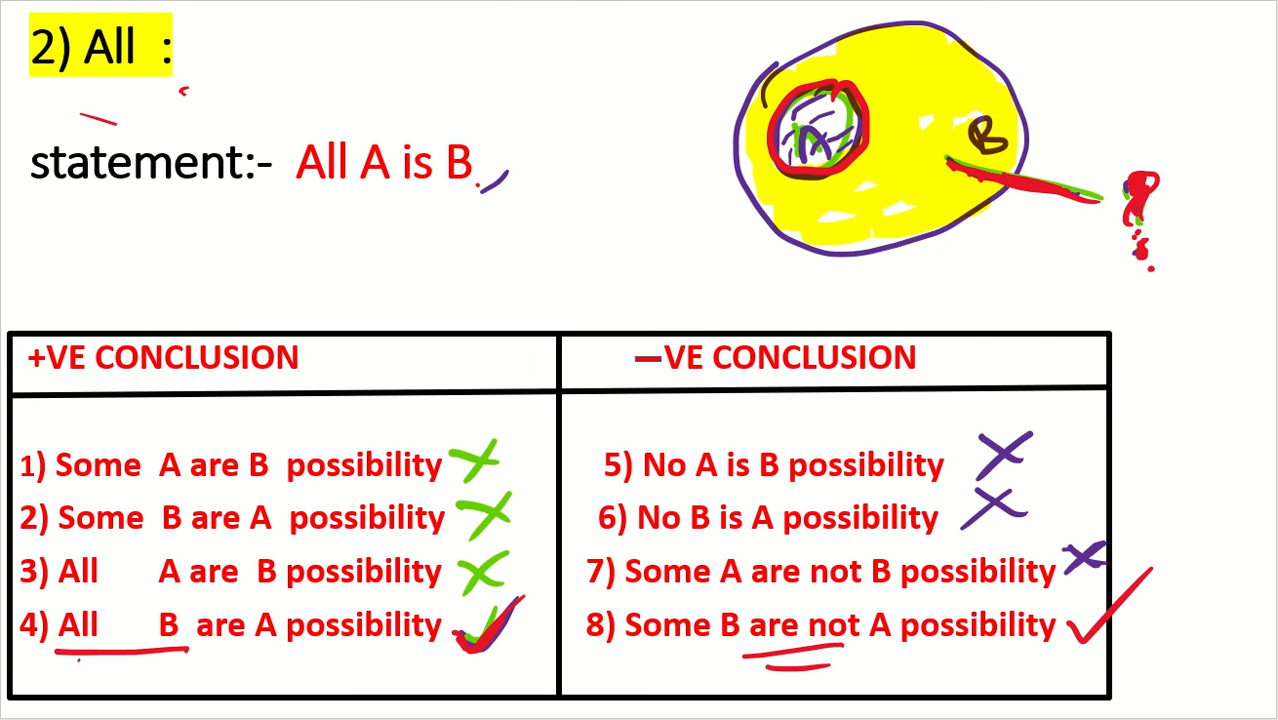 2) All :
statement:- All A is B.
A
B
?
+VE CONCLUSION
—VE CONCLUSION
1) Some A are B possibility
2) Some B are A possibility
3) All A are B possibility
4) All B are A possibility
5) No A is B possibility
6) No B is A possibility
7) Some A are not B possibility
8) Some B are not A possibility